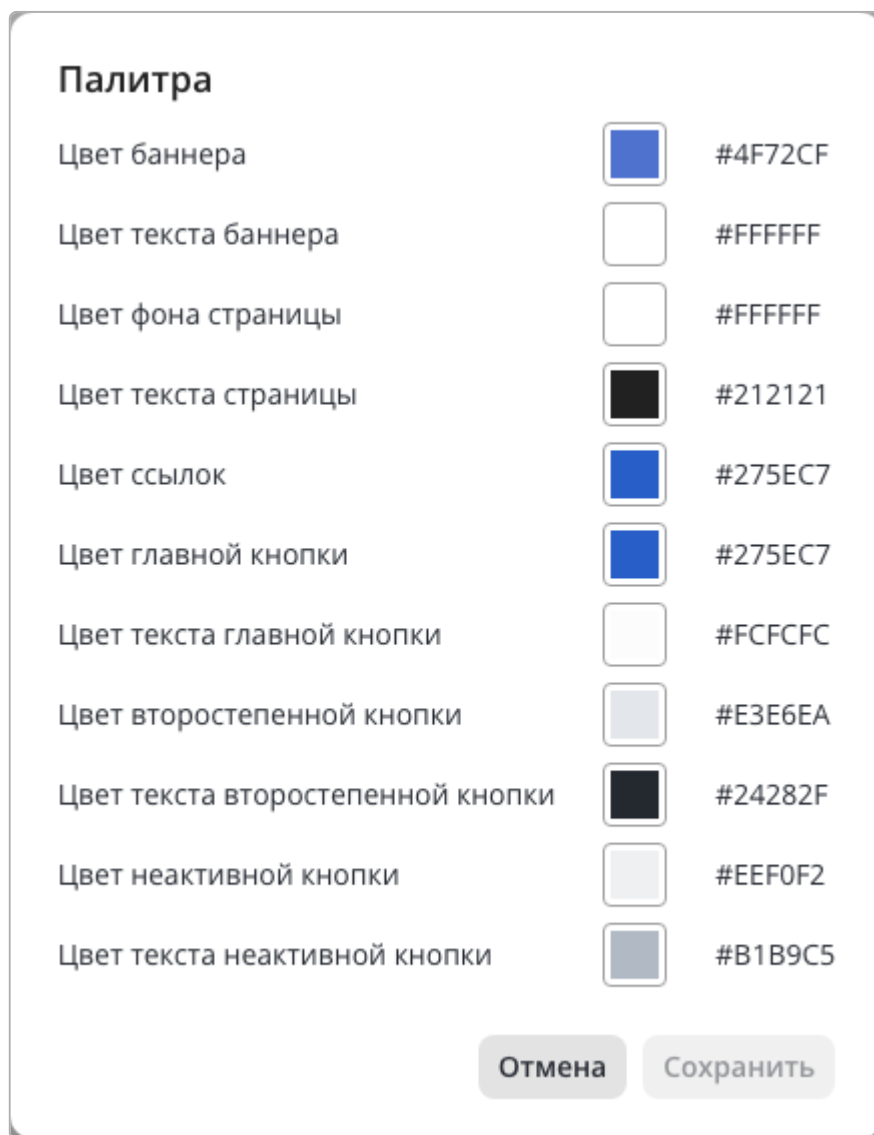 Палитра
Цвет баннера #4F72CF
Цвет текста баннера #FFFFFF
Цвет фона страницы #FFFFFF
Цвет текста страницы #212121
Цвет ссылок #275EC7
Цвет главной кнопки #275EC7
Цвет текста главной кнопки #FCFCFC
Цвет второстепенной кнопки #E3E6EA
Цвет текста второстепенной кнопки #24282F
Цвет неактивной кнопки #EEF0F2
Цвет текста неактивной кнопки #B1B9C5
Отмена Сохранить